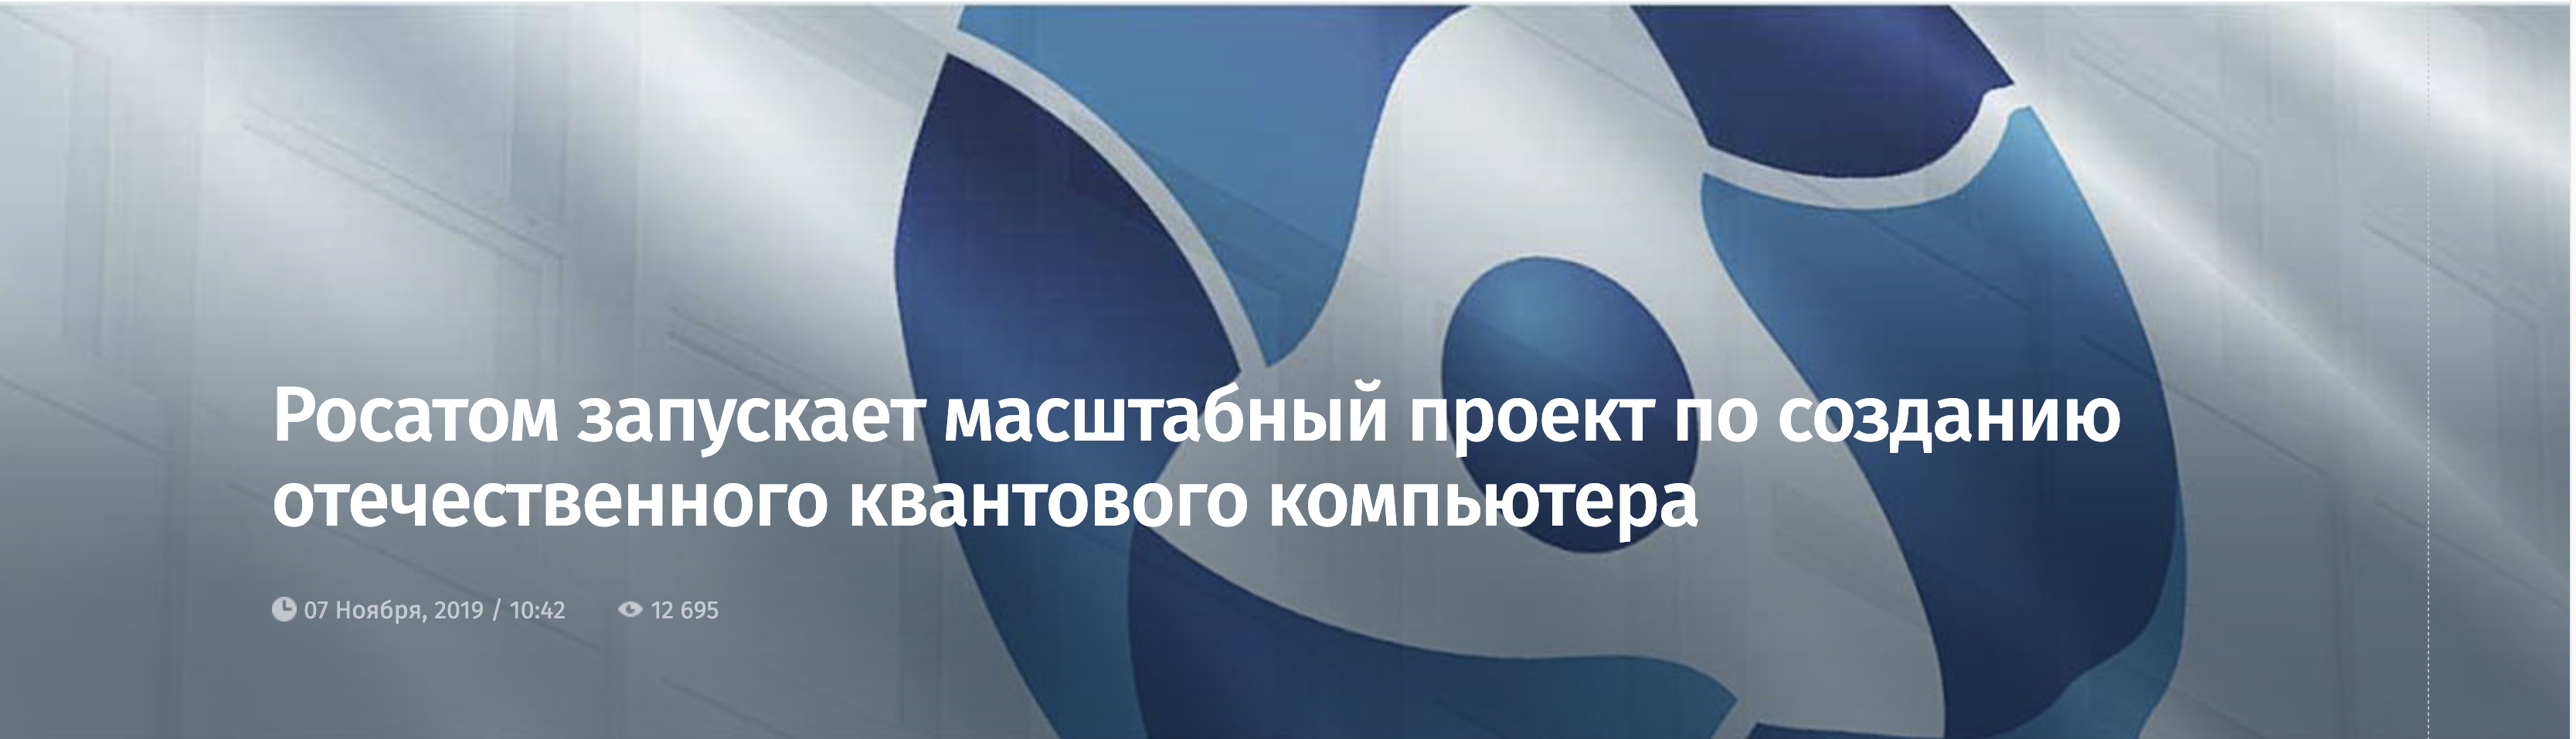 Росатом запускает масштабный проект по созданию
отечественного квантового компьютера
07 Ноября, 2019 / 10:42 12 695